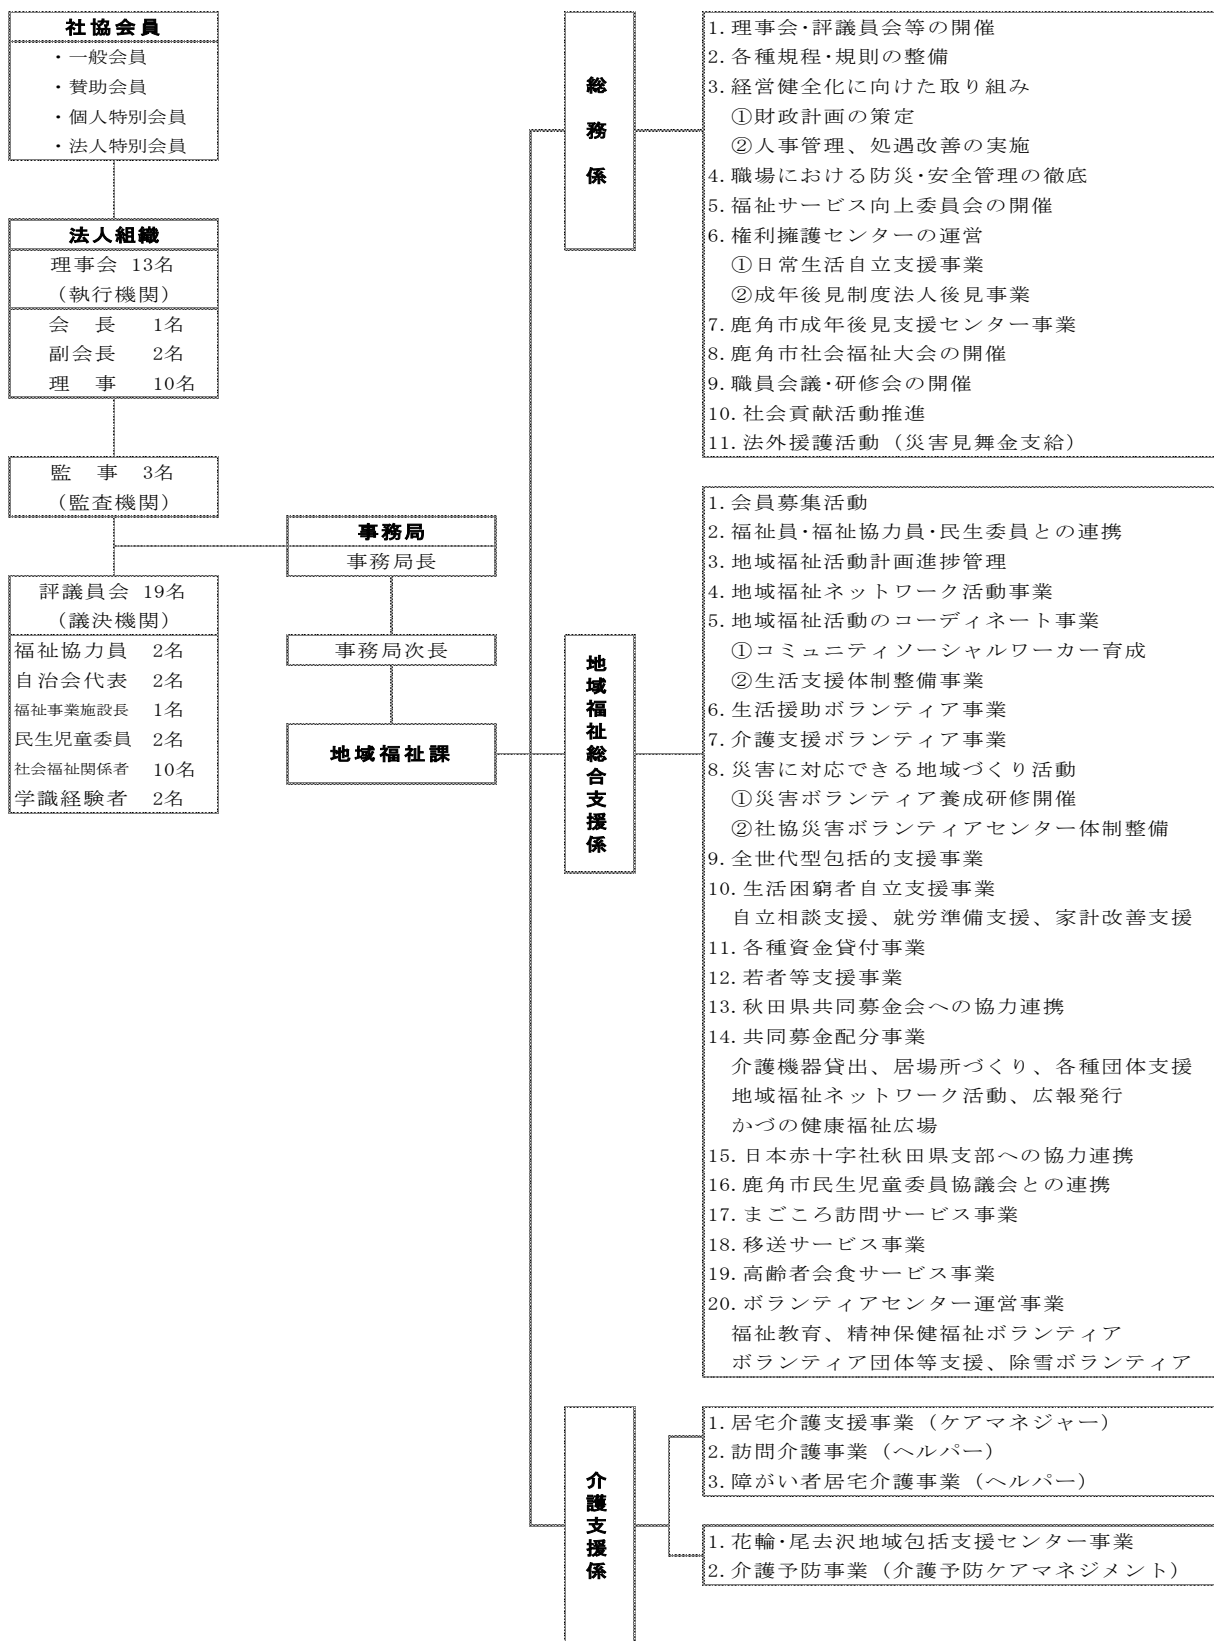 社協会員
・一般会員
・賛助会員
・個人特別会員
・法人特別会員
法人組織
理事会 13名
（執行機関）
会　長　1名
副会長　2名
理　事　10名
監　事　3名
（監査機関）
評議員会 19名
（議決機関）
福祉協力員　2名
自治会代表　2名
福祉事業施設長　1名
民生児童委員　2名
社会福祉関係者　10名
学識経験者　2名
事務局
事務局長
事務局次長
地域福祉課
総務係
1.理事会･評議員会等の開催
2.各種規程･規則の整備
3.経営健全化に向けた取り組み
①財政計画の策定
②人事管理、処遇改善の実施
4.職場における防災･安全管理の徹底
5.福祉サービス向上委員会の開催
6.権利擁護センターの運営
①日常生活自立支援事業
②成年後見制度法人後見事業
7.鹿角市成年後見支援センター事業
8.鹿角市社会福祉大会の開催
9.職員会議･研修会の開催
10.社会貢献活動推進
11.法外援護活動（災害見舞金支給）
地域福祉総合支援係
1.会員募集活動
2.福祉員･福祉協力員･民生委員との連携
3.地域福祉活動計画進捗管理
4.地域福祉ネットワーク活動事業
5.地域福祉活動のコーディネート事業
①コミュニティソーシャルワーカー育成
②生活支援体制整備事業
6.生活援助ボランティア事業
7.介護支援ボランティア事業
8.災害に対応できる地域づくり活動
①災害ボランティア養成研修開催
②社協災害ボランティアセンター体制整備
9.全世代型包括的支援事業
10.生活困窮者自立支援事業
自立相談支援、就労準備支援、家計改善支援
11.各種資金貸付事業
12.若者等支援事業
13.秋田県共同募金会への協力連携
14.共同募金配分事業
介護機器貸出、居場所づくり、各種団体支援
地域福祉ネットワーク活動、広報発行
かづの健康福祉広場
15.日本赤十字社秋田県支部への協力連携
16.鹿角市民生児童委員協議会との連携
17.まごころ訪問サービス事業
18.移送サービス事業
19.高齢者会食サービス事業
20.ボランティアセンター運営事業
福祉教育、精神保健福祉ボランティア
ボランティア団体等支援、除雪ボランティア
介護支援係
1.居宅介護支援事業（ケアマネジャー）
2.訪問介護事業（ヘルパー）
3.障がい者居宅介護事業（ヘルパー）
1.花輪･尾去沢地域包括支援センター事業
2.介護予防事業（介護予防ケアマネジメント）